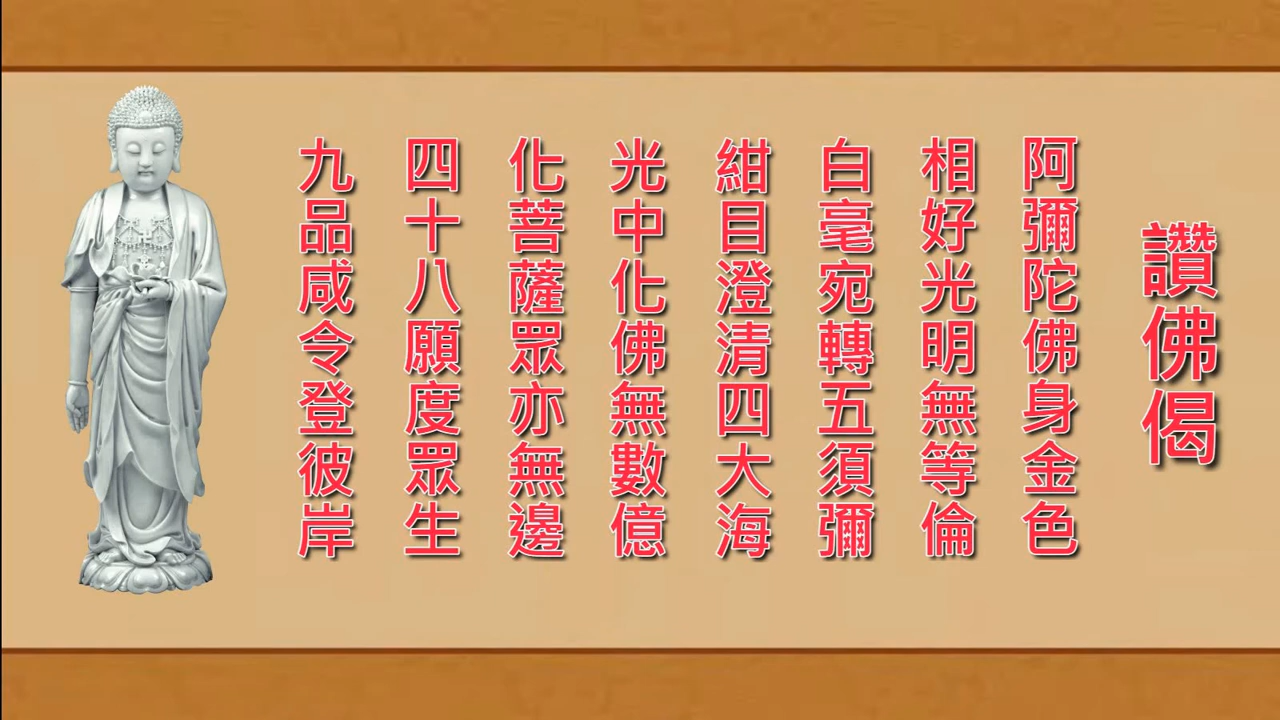 讚佛偈
阿彌陀佛身金色
相好光明無等倫
白毫宛轉五須彌
紺目澄清四大海
光中化佛無數億
化菩薩眾亦無邊
四十八願度眾生
九品咸令登彼岸